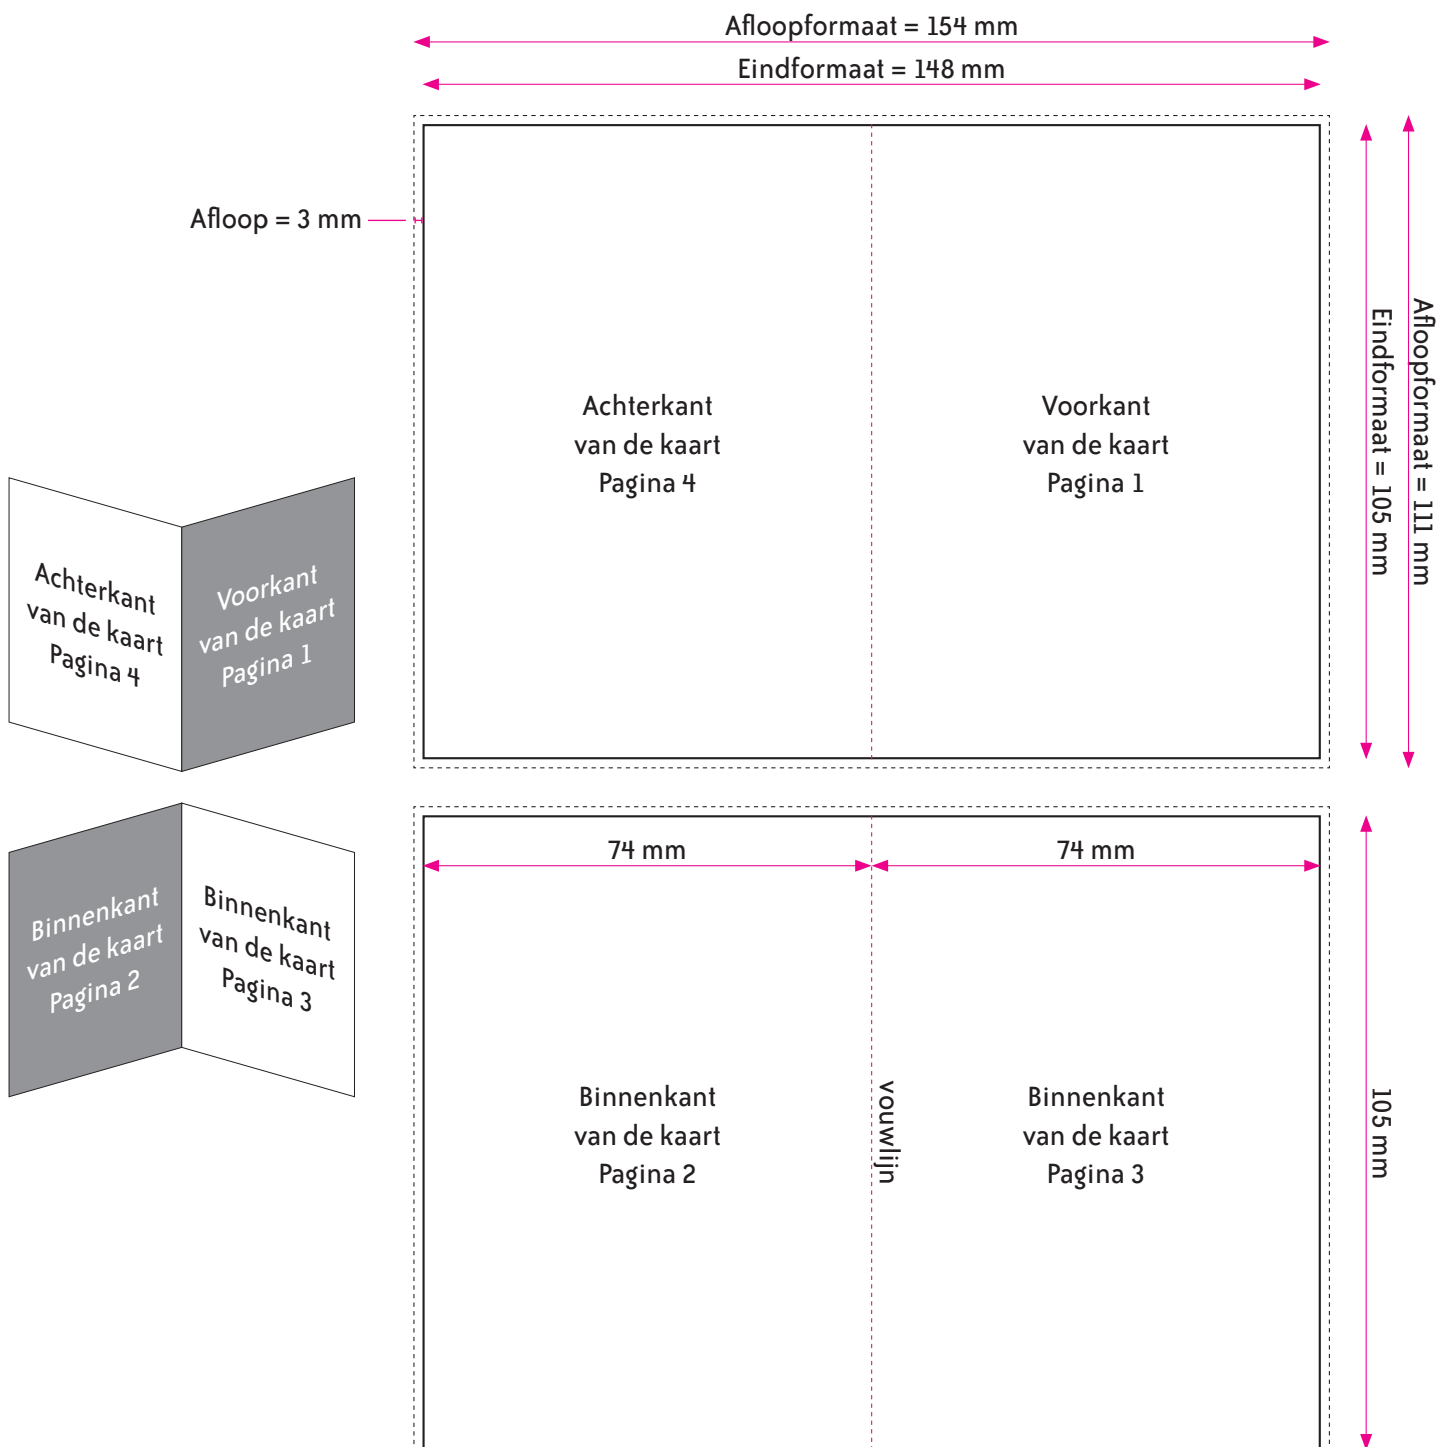 Afloopformaat = 154 mm
Eindformaat = 148 mm
Afloop = 3 mm
Achterkant
van de kaart
Pagina 4
Voorkant
van de kaart
Pagina 1
Eindformaat = 105 mm
Afloopformaat = 111 mm
Achterkant
van de kaart
Pagina 4
Voorkant
van de kaart
Pagina 1
74 mm
74 mm
Binnenkant
van de kaart
Pagina 2
Binnenkant
van de kaart
Pagina 3
Binnenkant
van de kaart
Pagina 2
vouwlijn
Binnenkant
van de kaart
Pagina 3
105 mm